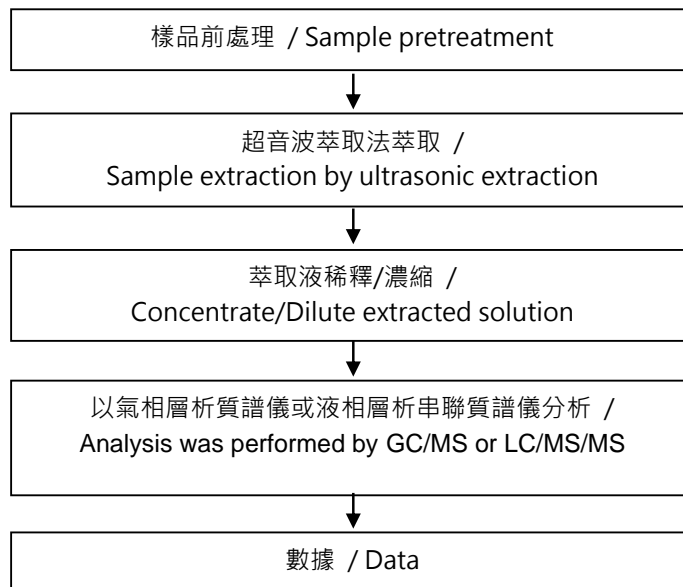 樣品前處理 / Sample pretreatment
超音波萃取法萃取 /
Sample extraction by ultrasonic extraction
萃取液稀釋/濃縮 /
Concentrate/Dilute extracted solution
以氣相層析質譜儀或液相層析串聯質譜儀分析 /
Analysis was performed by GC/MS or LC/MS/MS
數據 / Data